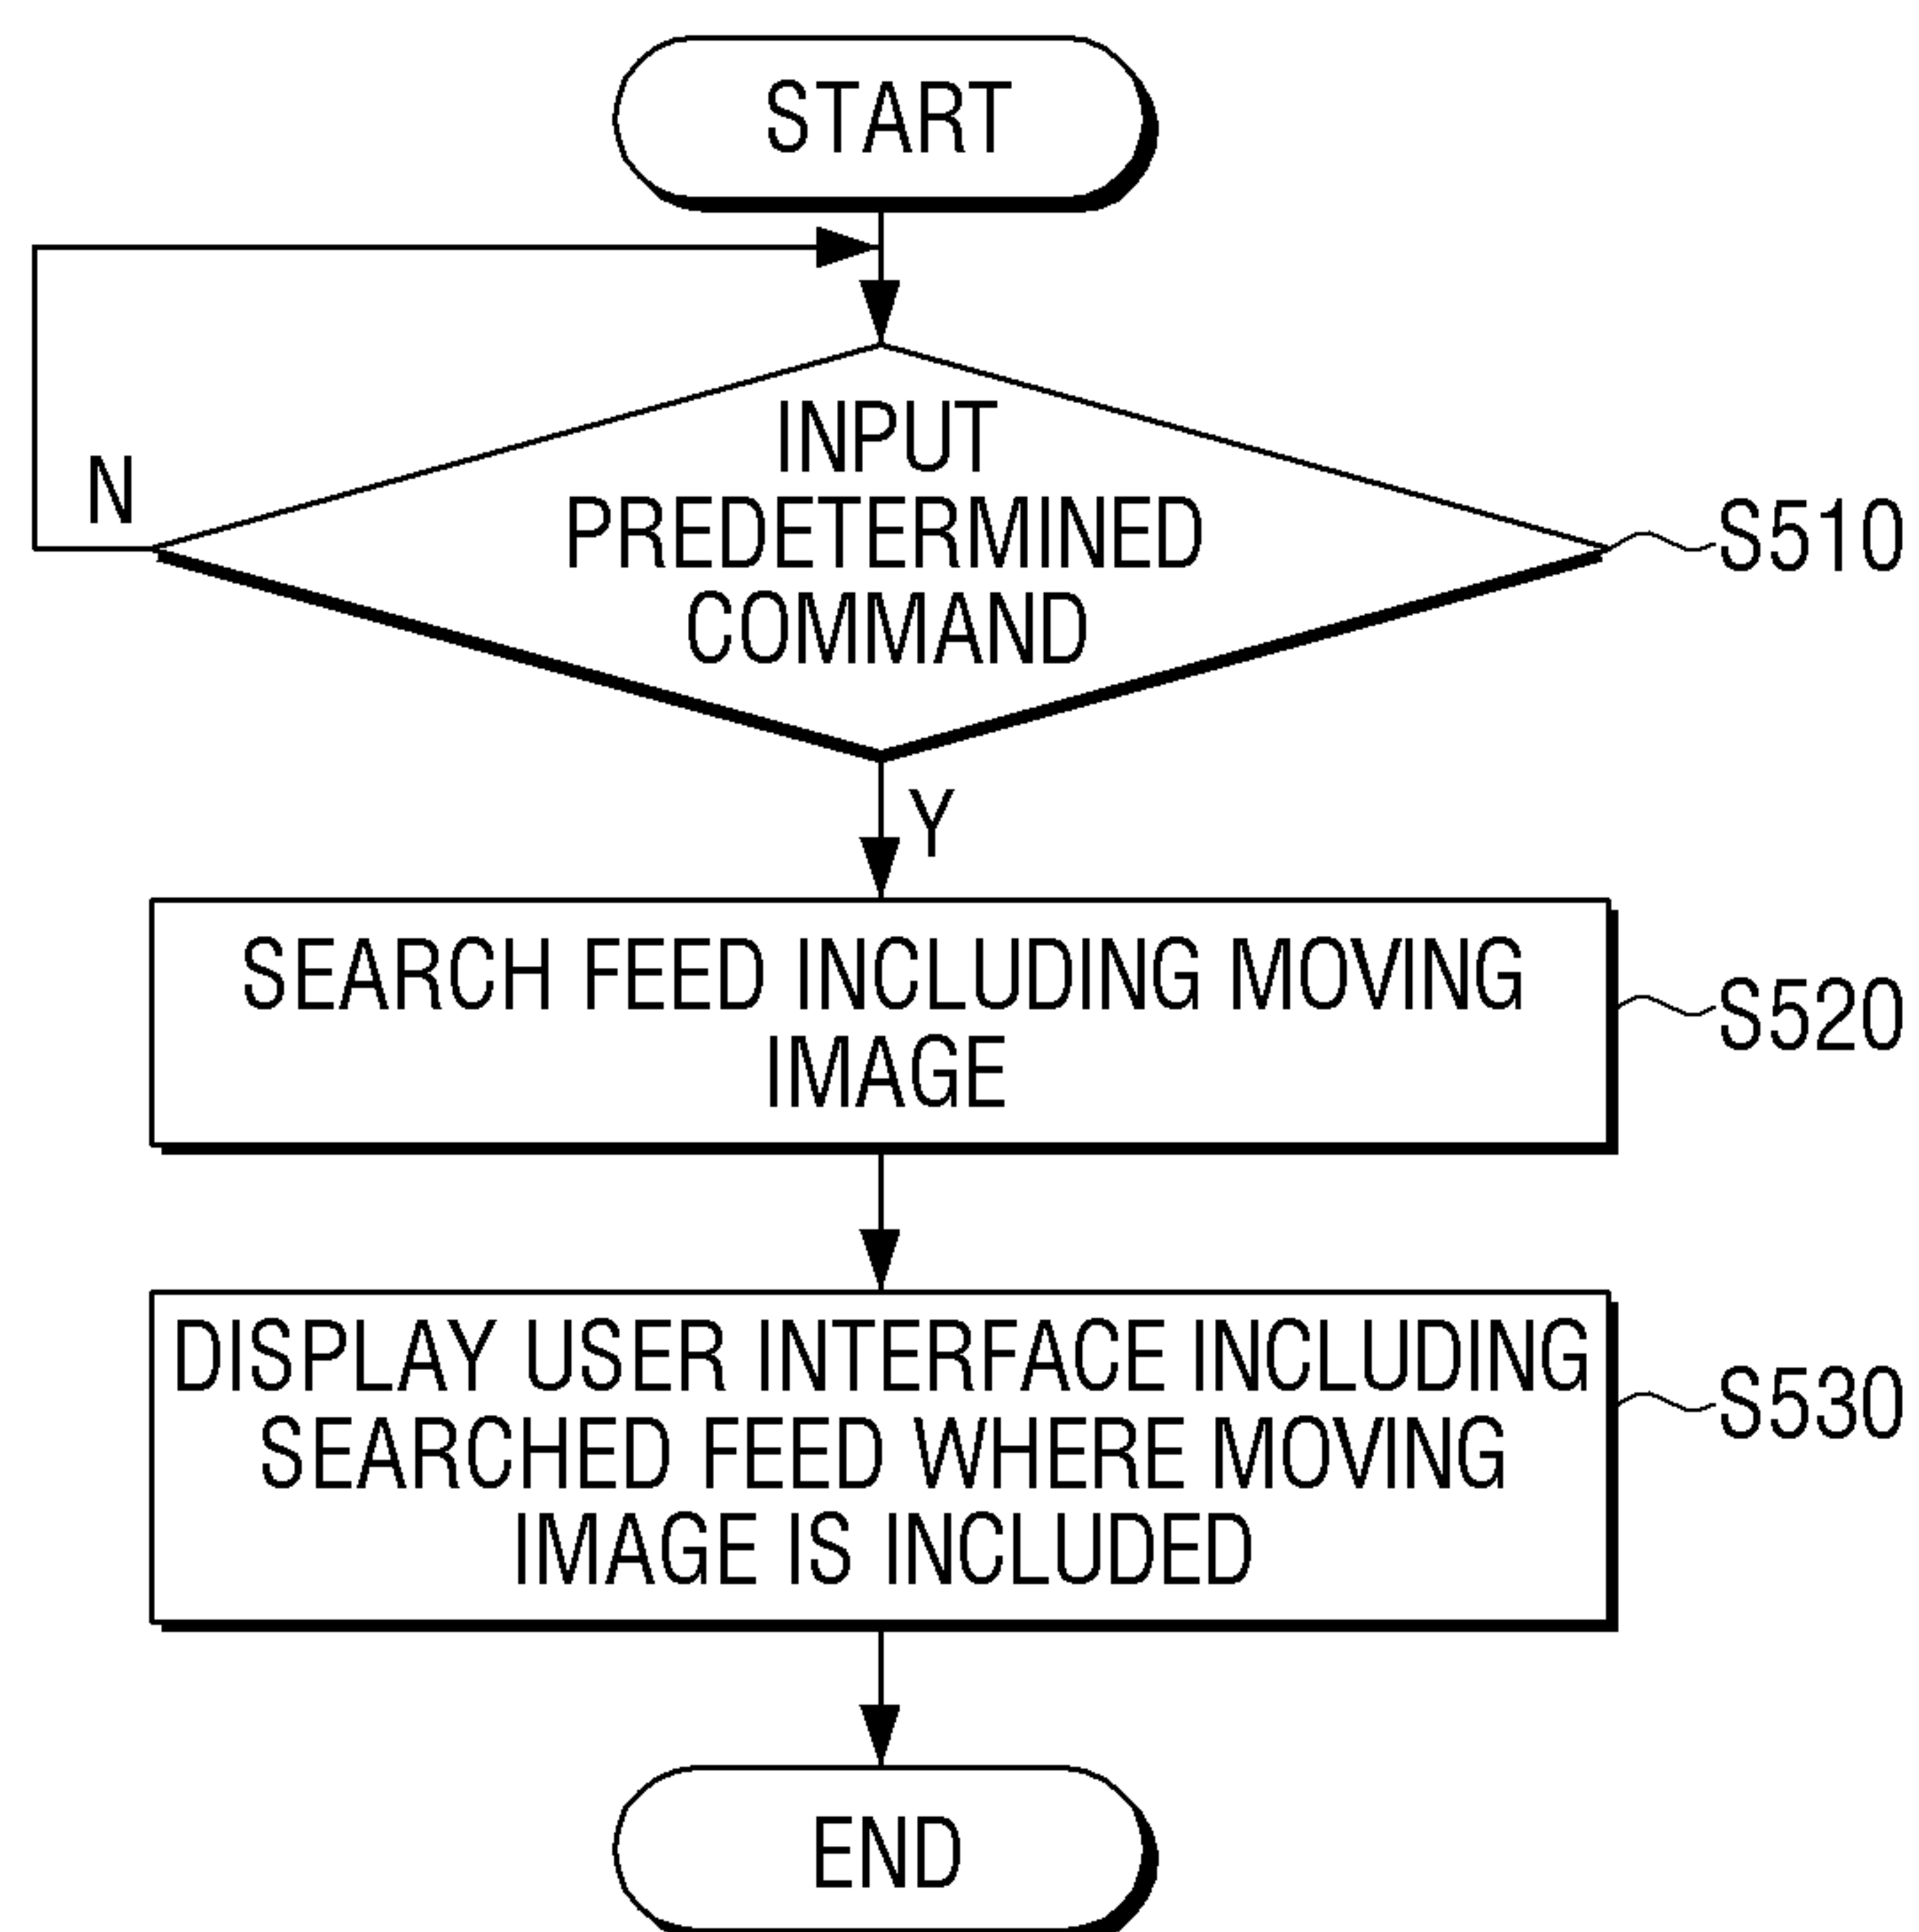 START
INPUT
PREDETERMINED
COMMAND
N
S510
Y
SEARCH FEED INCLUDING MOVING
IMAGE
S520
DISPLAY USER INTERFACE INCLUDING
SEARCHED FEED WHERE MOVING
IMAGE IS INCLUDED
S530
END